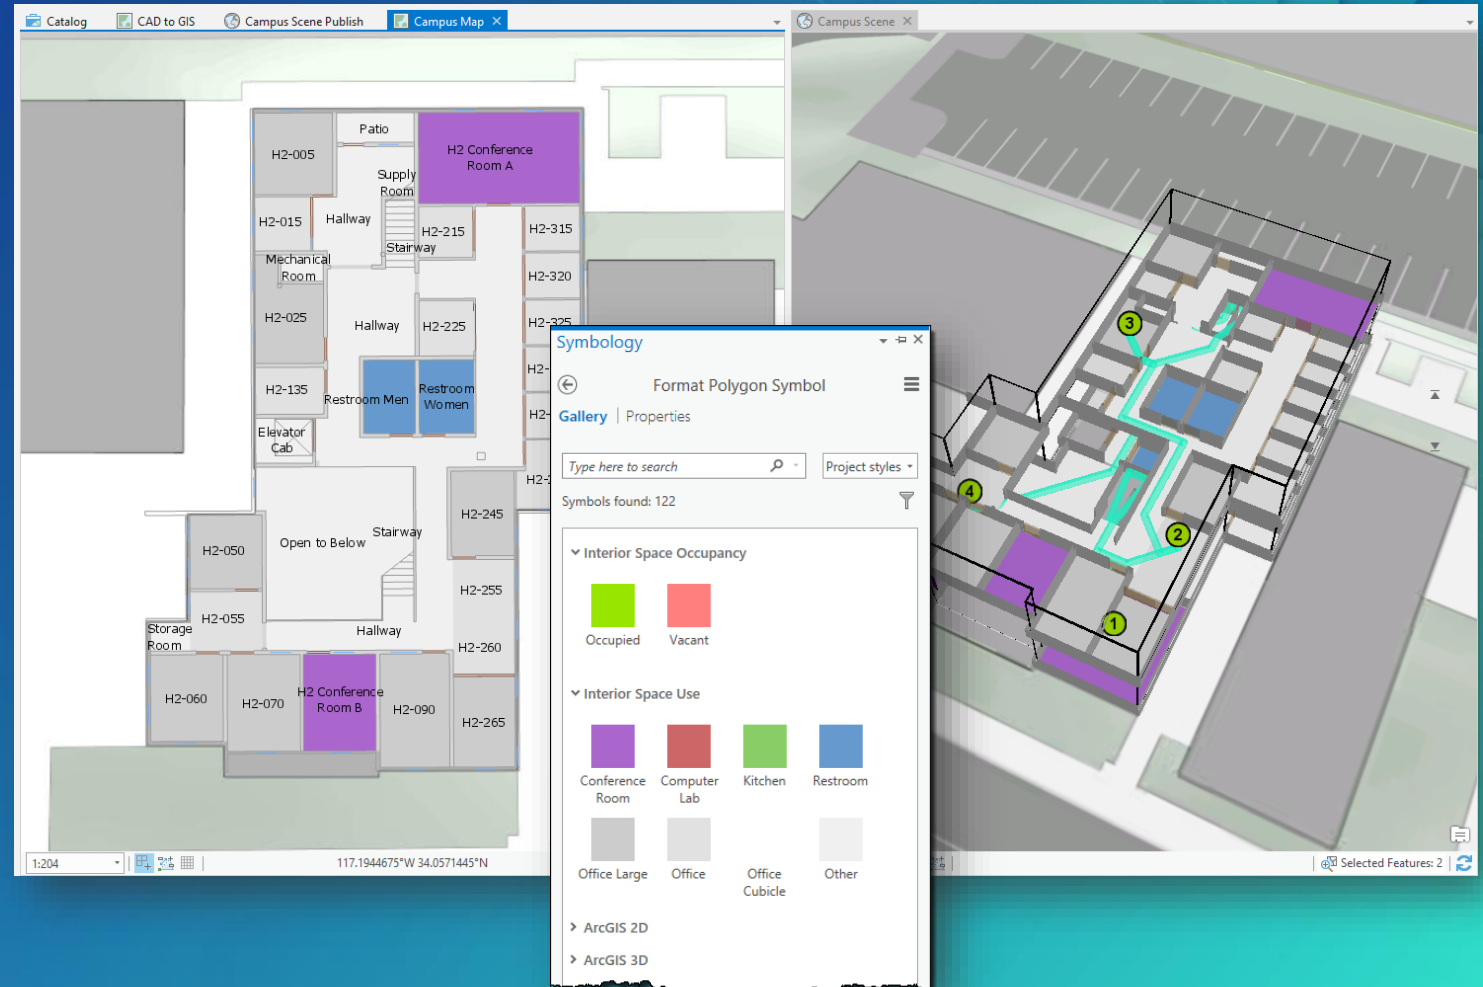 Catalog
CAD to GIS
Campus Scene Publish
Campus Map
Campus Scene
Patio
H2-005
H2 Conference
Room A
Supply
Room
H2-015
Hallway
H2-215
H2-315
Stairway
Mechanical
Room
H2-320
H2-025
Hallway
H2-225
H2-325
H2-135
Restroom Men
Restroom
Women
H2-
H2-
Elevator
Cab
H2-2
H2-245
H2-050
Open to Below
Stairway
H2-255
H2-055
Storage
Room
Hallway
H2-260
H2-060
H2-070
H2 Conference
Room B
H2-090
H2-265
1:204
117.1944675°W 34.0571445°N
Symbology
Format Polygon Symbol
Gallery
Properties
Type here to search
Project styles
Symbols found: 122
Interior Space Occupancy
Occupied
Vacant
Interior Space Use
Conference
Room
Computer
Lab
Kitchen
Restroom
Office Large
Office
Office
Cubicle
Other
ArcGIS 2D
ArcGIS 3D
3
4
2
1
Selected Features: 2